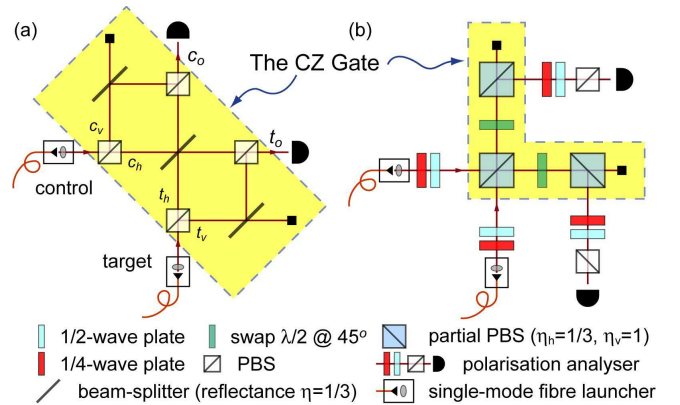 (a)
(b)
The CZ Gate
c_o
c_v
c_h
t_o
t_h
t_v
control
target
1/2-wave plate
swap λ/2 @ 45°
partial PBS (η_h=1/3, η_v=1)
1/4-wave plate
PBS
polarisation analyser
beam-splitter (reflectance η=1/3)
single-mode fibre launcher